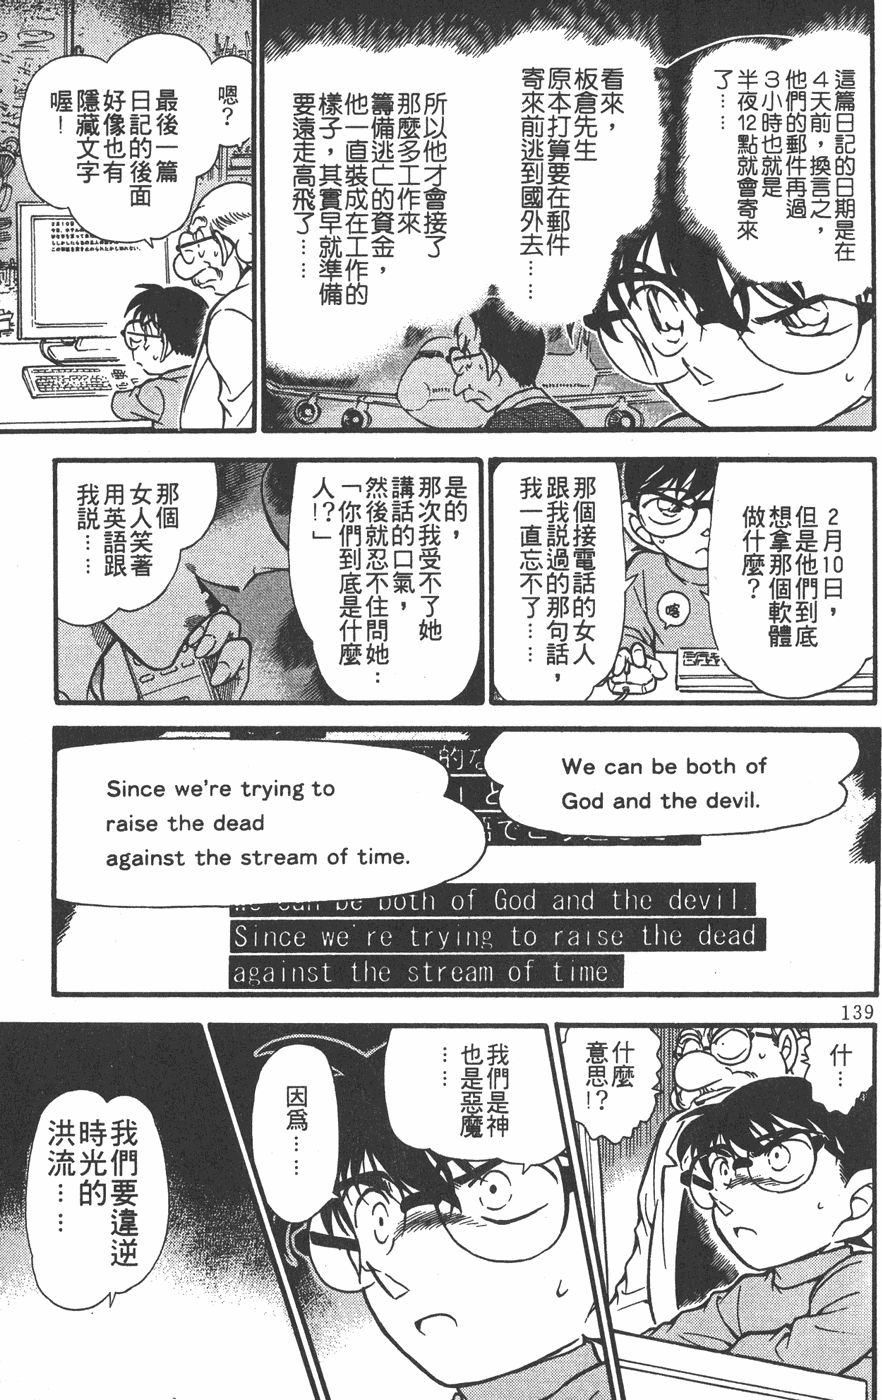 這篇日記的日期是在
4天前，換言之，
他們的郵件再過
3小時也就是
半夜12點就會寄來
了……
看來，
板倉先生
原本打算要在郵件
寄來前逃到國外去……
所以他才會接了
那麼多工作來
籌備逃亡的資金，
他一直裝成在工作的
樣子，其實早就準備
要遠走高飛了……
嗯？
最後一篇
日記的後面
好像也有
隱藏文字
喔！
2月10日，
但是他們到底
想拿那個軟體
做什麼？
喀
那個接電話的女人
跟我說過的那句話，
我一直忘不了……
是的，
那次我受不了她
講話的口氣，
然後就忍不住問她：
「你們到底是什麼
人!?」
那個
女人笑著
用英語跟
我說……
We can be both of
God and the devil.
Since we're trying to
raise the dead
against the stream of time.
We can be both of God and the devil.
Since we're trying to raise the dead
against the stream of time
139
什…
什麼
意思!?
我們是神
也是惡魔
……
因為……
我們要違逆
時光的
洪流……